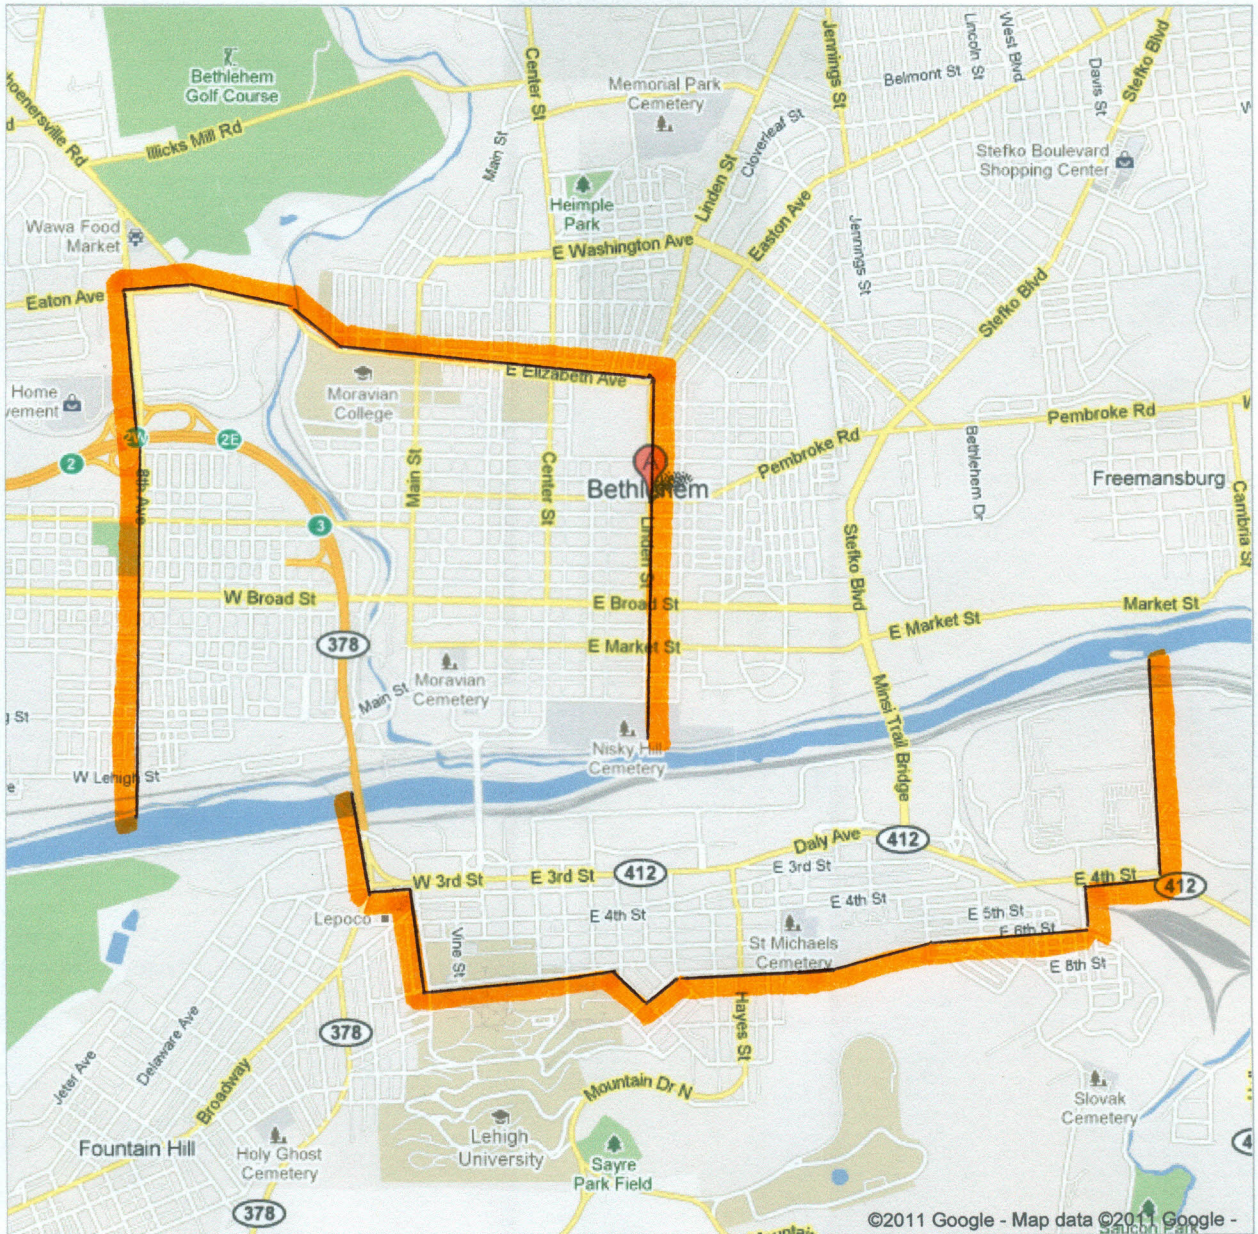 Bethlehem
Golf Course
Illicks Mill Rd
Center St
Main St
Memorial Park
Cemetery
Cloverleaf St
Linden St
Jennings St
Belmont St
Lincoln St
West Blvd
Davis St
Stefko Blvd
Stefko Boulevard
Shopping Center
Heimple
Park
Easton Ave
Wawa Food
Market
E Washington Ave
Jennings St
Stefko Blvd
Eaton Ave
E Elizabeth Ave
Moravian
College
Home
2
2W
2E
8th Ave
Main St
Center St
A
Bethlehem
Pembroke Rd
Pembroke Rd
Bethlehem Dr
Freemansburg
Cambria St
3
Linden St
Stefko Blvd
W Broad St
E Broad St
Market St
E Market St
E Market St
378
Moravian
Cemetery
Main St
Minsi Trail Bridge
Nisky Hill
Cemetery
W Lehigh St
Daly Ave
412
W 3rd St
E 3rd St
412
E 3rd St
E 4th St
412
Lepoco
E 4th St
E 4th St
E 5th St
E 6th St
Vine St
St Michaels
Cemetery
E 8th St
Hayes St
378
Delaware Ave
Jeter Ave
Broadway
Mountain Dr N
Slovak
Cemetery
Fountain Hill
Holy Ghost
Cemetery
Lehigh
University
Sayre
Park Field
378
©2011 Google - Map data ©2011 Google -
Saucon Park